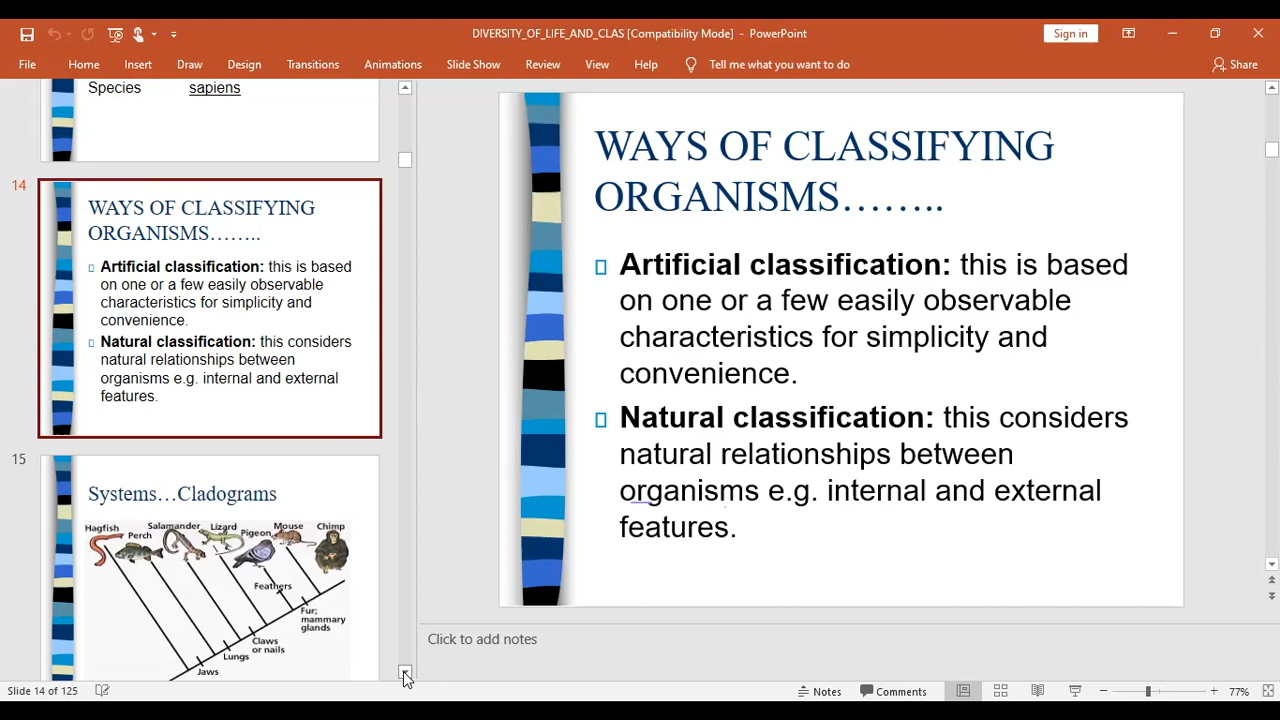 DIVERSITY_OF_LIFE_AND_CLAS [Compatibility Mode] - PowerPoint
Sign in
File Home Insert Draw Design Transitions Animations Slide Show Review View Help Tell me what you want to do Share
Species sapiens
14
WAYS OF CLASSIFYING
ORGANISMS……..
Artificial classification: this is based
on one or a few easily observable
characteristics for simplicity and
convenience.
Natural classification: this considers
natural relationships between
organisms e.g. internal and external
features.
15
Systems…Cladograms
Hagfish
Perch
Salamander
Lizard
Pigeon
Mouse
Chimp
Feathers
Fur;
mammary
glands
Claws
or nails
Lungs
Jaws
WAYS OF CLASSIFYING
ORGANISMS……..
Artificial classification: this is based
on one or a few easily observable
characteristics for simplicity and
convenience.
Natural classification: this considers
natural relationships between
organisms e.g. internal and external
features.
Click to add notes
Slide 14 of 125
Notes Comments 77%